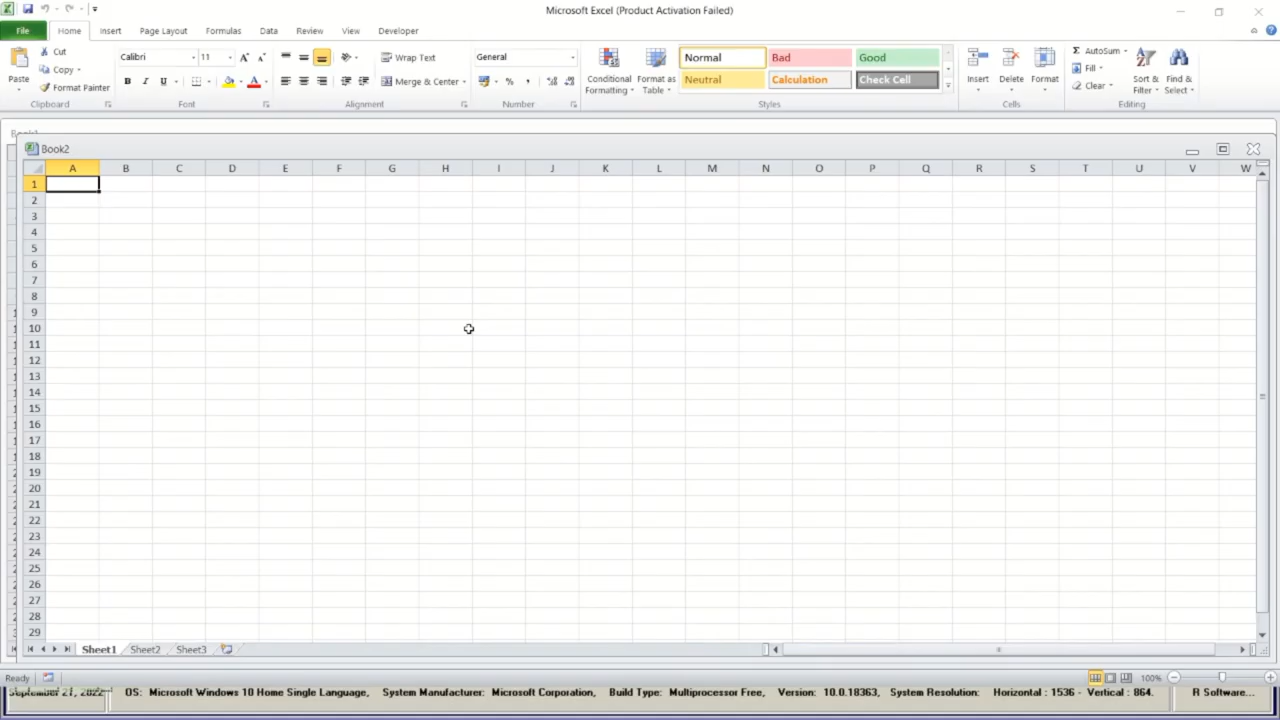 Microsoft Excel (Product Activation Failed)
File Home Insert Page Layout Formulas Data Review View Developer
Paste
Cut
Copy
Format Painter
Clipboard
Calibri 11
B I U A
Font
Wrap Text
Merge & Center
Alignment
General
% ,
Number
Conditional Formatting
Format as Table
Normal Bad Good
Neutral Calculation Check Cell
Styles
Insert Delete Format
Cells
Σ AutoSum
Fill
Clear
Sort & Filter
Find & Select
Editing
Book1
Book2
A B C D E F G H I J K L M N O P Q R S T U V W
1
2
3
4
5
6
7
8
9
10
11
12
13
14
15
16
17
18
19
20
21
22
23
24
25
26
27
28
29
Sheet1 Sheet2 Sheet3
Ready 100%
September 21, 2022 OS: Microsoft Windows 10 Home Single Language, System Manufacturer: Microsoft Corporation, Build Type: Multiprocessor Free, Version: 10.0.18363, System Resolution: Horizontal : 1536 - Vertical : 864. R Software...